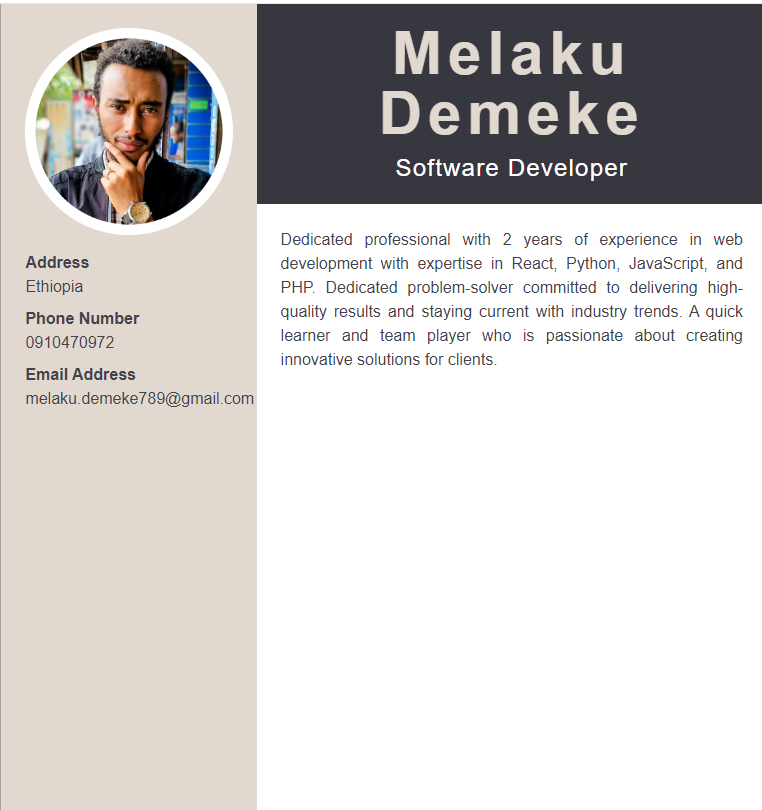 Melaku
Demeke
Software Developer
Address
Ethiopia
Phone Number
0910470972
Email Address
melaku.demeke789@gmail.com
Dedicated professional with 2 years of experience in web
development with expertise in React, Python, JavaScript, and
PHP. Dedicated problem-solver committed to delivering high-
quality results and staying current with industry trends. A quick
learner and team player who is passionate about creating
innovative solutions for clients.